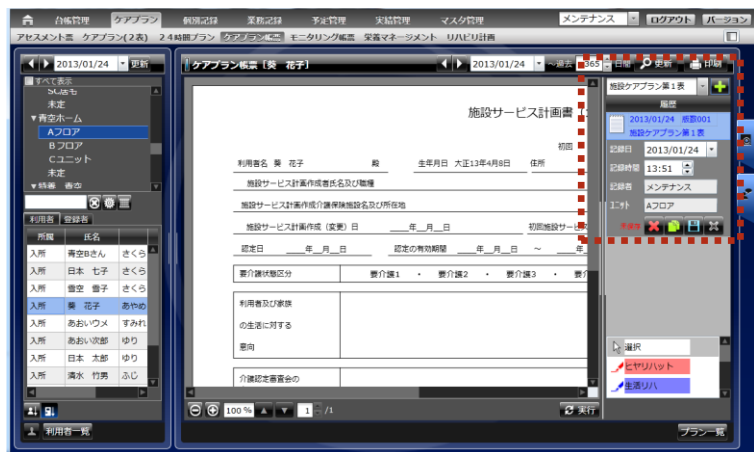 台帳管理 ケアプラン 個別記録 業務記録 予定管理 実績管理 マスタ管理 メンテナンス ログアウト バージョン
アセスメント票 ケアプラン(2表) 24時間プラン ケアプラン帳票 モニタリング帳票 栄養マネージメント リハビリ計画
2013/01/24 更新
すべて表示
未定
▼青空ホーム
Aフロア
Bフロア
Cユニット
未定
利用者 登録者
所属 氏名
入所 青空Bさん さくら
入所 日本 七子 さくら
入所 雪空 雪子 さくら
入所 葵 花子 あやめ
入所 あおいウメ すみれ
入所 あおい次郎 ゆり
入所 日本 太郎 ゆり
入所 清水 竹男 ふじ
利用者一覧
ケアプラン帳票 [葵 花子] 2013/01/24 ~過去 365 日間 更新 印刷
施設サービス計画書
初回
利用者名 葵 花子 殿 生年月日 大正13年4月8日 住所
施設サービス計画作成者氏名及び職種
施設サービス計画作成介護保険施設名及び所在地
施設サービス計画作成(変更)日 年 月 日 初回施設サービス
認定日 年 月 日 認定の有効期間 年 月 日 ~ 年
要介護状態区分 要介護1 ・ 要介護2 ・ 要介護3 ・
利用者及び家族
の生活に対する
意向
介護認定審査会の
100 % 1 /1 実行
施設ケアプラン第1表
履歴
2013/01/24 版数001
施設ケアプラン第1表
記録日 2013/01/24
記録時間 13:51
記録者 メンテナンス
ユニット Aフロア
未保存
選択
ヒヤリハット
生活リハ
プラン一覧